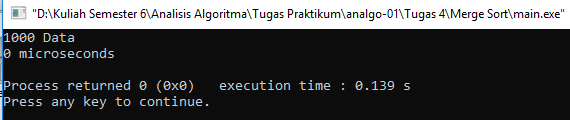 "D:\Kuliah Semester 6\Analisis Algoritma\Tugas Praktikum\analgo-01\Tugas 4\Merge Sort\main.exe"
1000 Data
0 microseconds
Process returned 0 (0x0)   execution time : 0.139 s
Press any key to continue.